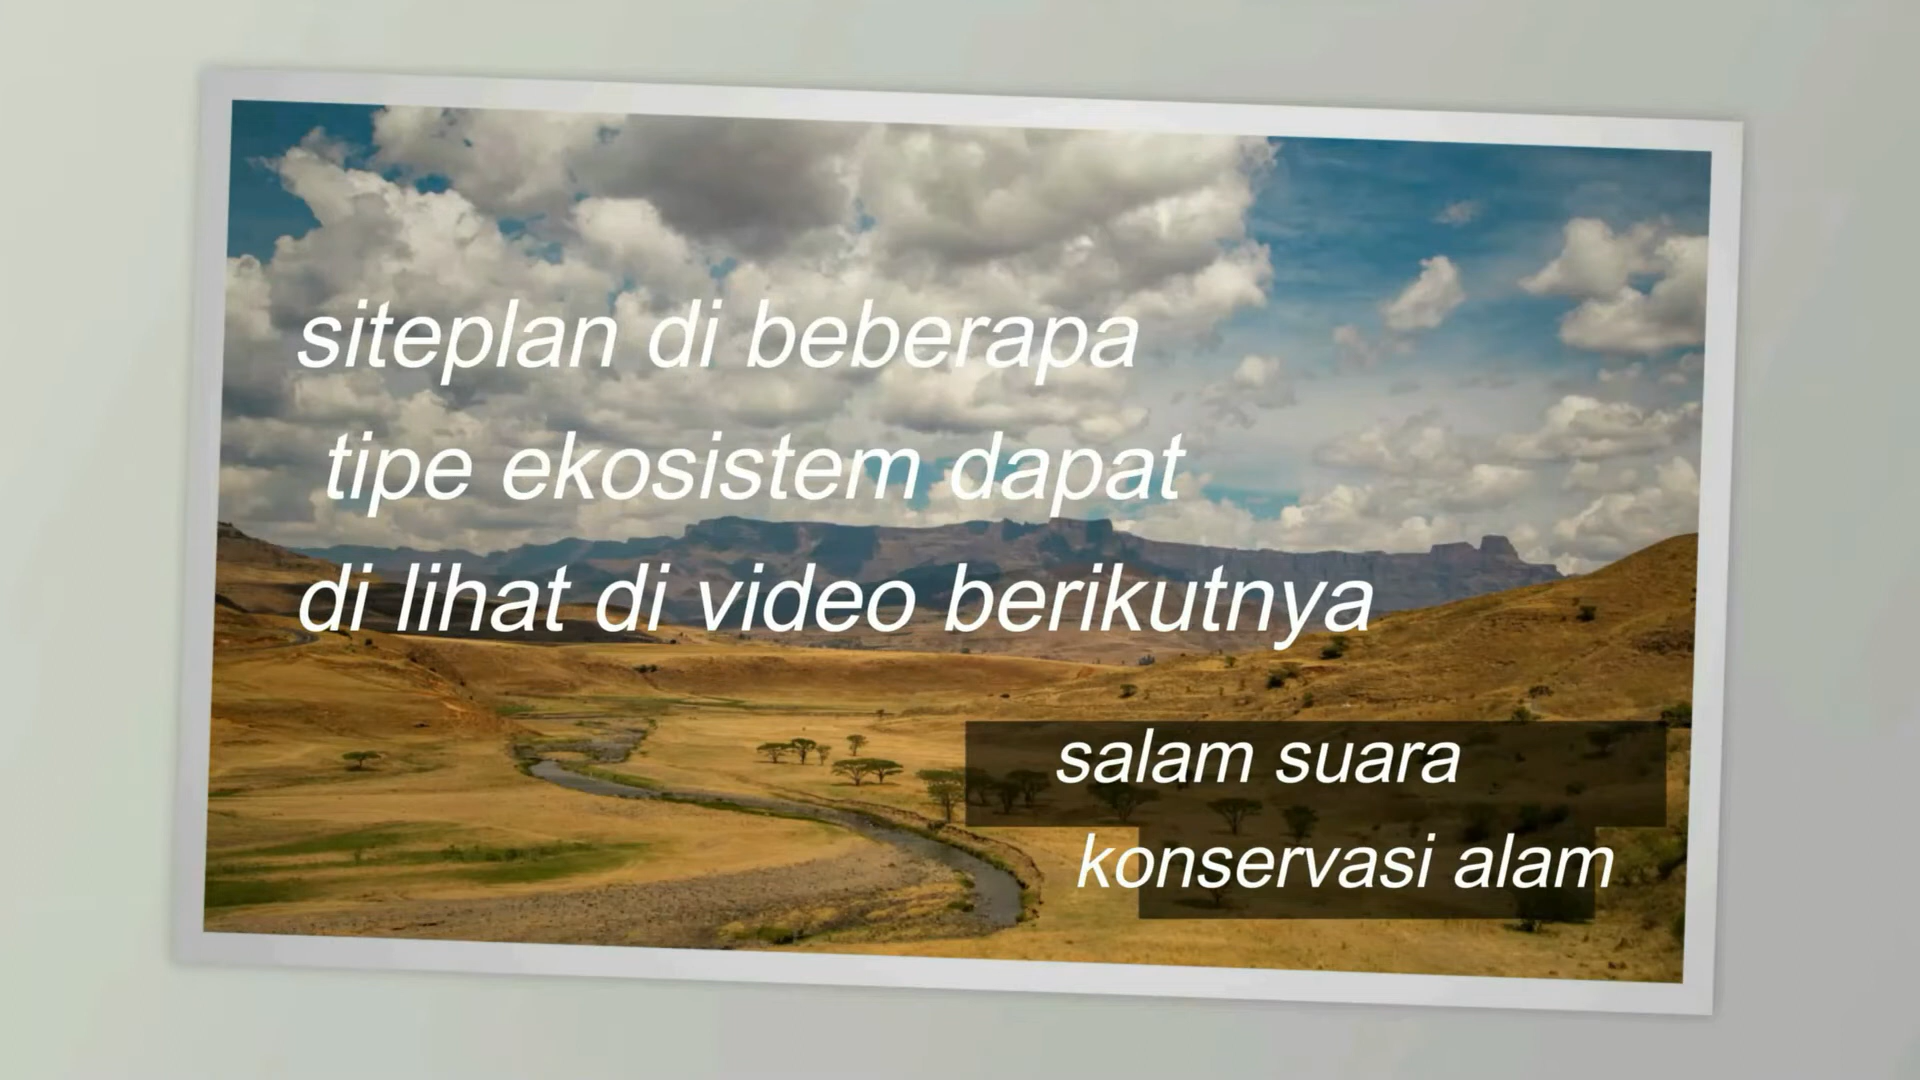 siteplan di beberapa
tipe ekosistem dapat
di lihat di video berikutnya
salam suara
konservasi alam